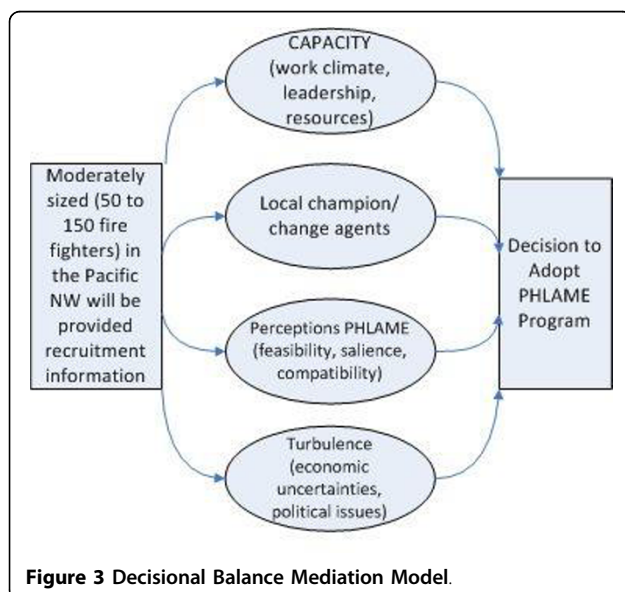 CAPACITY
(work climate,
leadership,
resources)
Moderately
sized (50 to
150 fire
fighters) in
the Pacific
NW will be
provided
recruitment
information
Local champion/
change agents
Perceptions PHLAME
(feasibility, salience,
compatibility)
Turbulence
(economic
uncertainties,
political issues)
Decision to
Adopt
PHLAME
Program
Figure 3 Decisional Balance Mediation Model.